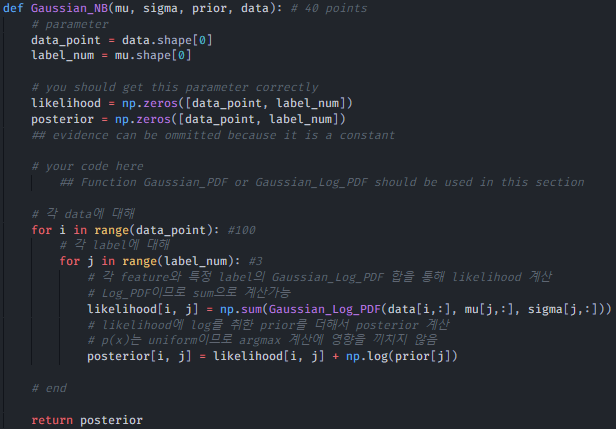 def Gaussian_NB(mu, sigma, prior, data): # 40 points
# parameter
data_point = data.shape[0]
label_num = mu.shape[0]
# you should get this parameter correctly
likelihood = np.zeros([data_point, label_num])
posterior = np.zeros([data_point, label_num])
## evidence can be ommitted because it is a constant
# your code here
## Function Gaussian_PDF or Gaussian_Log_PDF should be used in this section
# 각 data에 대해
for i in range(data_point): #100
# 각 label에 대해
for j in range(label_num): #3
# 각 feature와 특정 label의 Gaussian_Log_PDF 합을 통해 likelihood 계산
# Log_PDF이므로 sum으로 계산가능
likelihood[i, j] = np.sum(Gaussian_Log_PDF(data[i,:], mu[j,:], sigma[j,:]))
# likelihood에 log를 취한 prior를 더해서 posterior 계산
# p(x)는 uniform이므로 argmax 계산에 영향을 끼치지 않음
posterior[i, j] = likelihood[i, j] + np.log(prior[j])
# end
return posterior